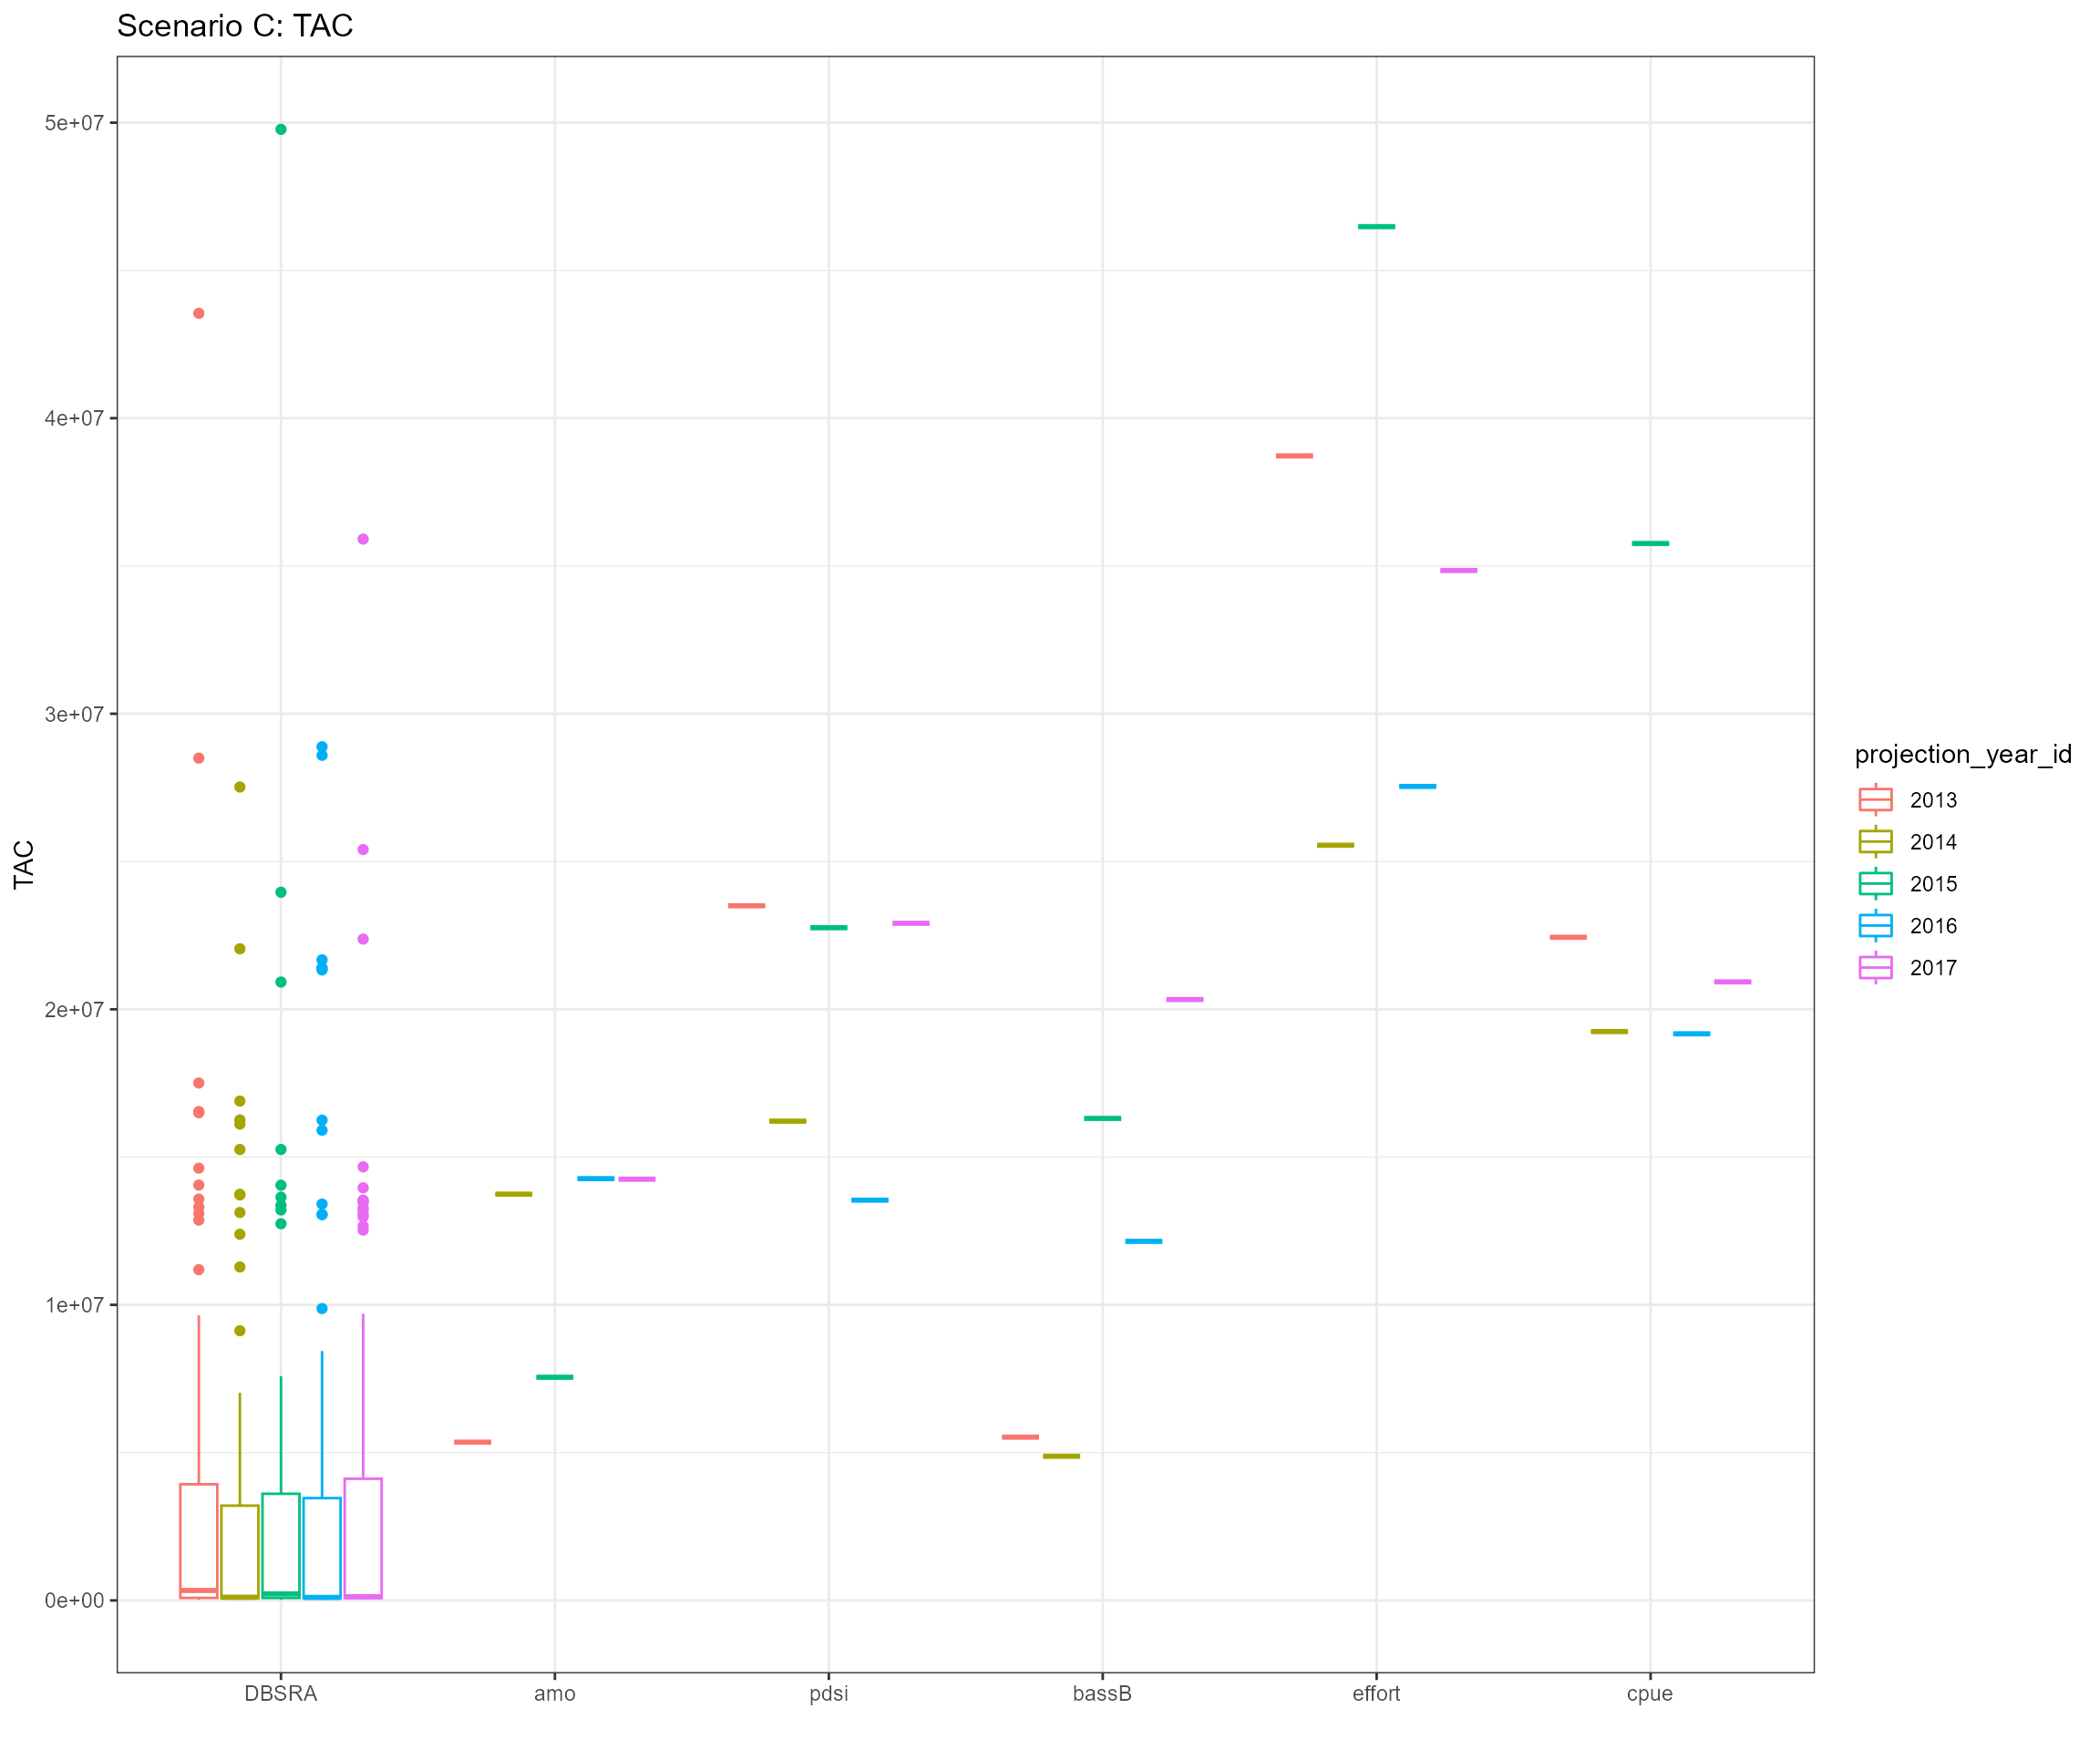 Scenario C: TAC
5e+07
4e+07
3e+07
2e+07
1e+07
0e+00
TAC
DBSRA amo pdsi bassB effort cpue
projection_year_id
2013
2014
2015
2016
2017